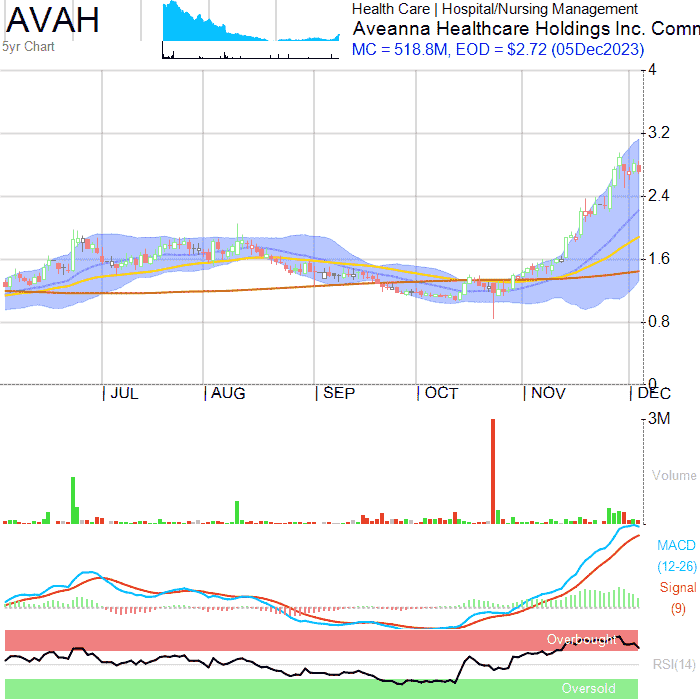 AVAH
5yr Chart
Health Care | Hospital/Nursing Management
Aveanna Healthcare Holdings Inc. Comm
MC = 518.8M, EOD = $2.72 (05Dec2023)
4
3.2
2.4
1.6
0.8
0
JUL AUG SEP OCT NOV DEC
3M
Volume
MACD
(12-26)
Signal
(9)
Overbought
RSI(14)
Oversold